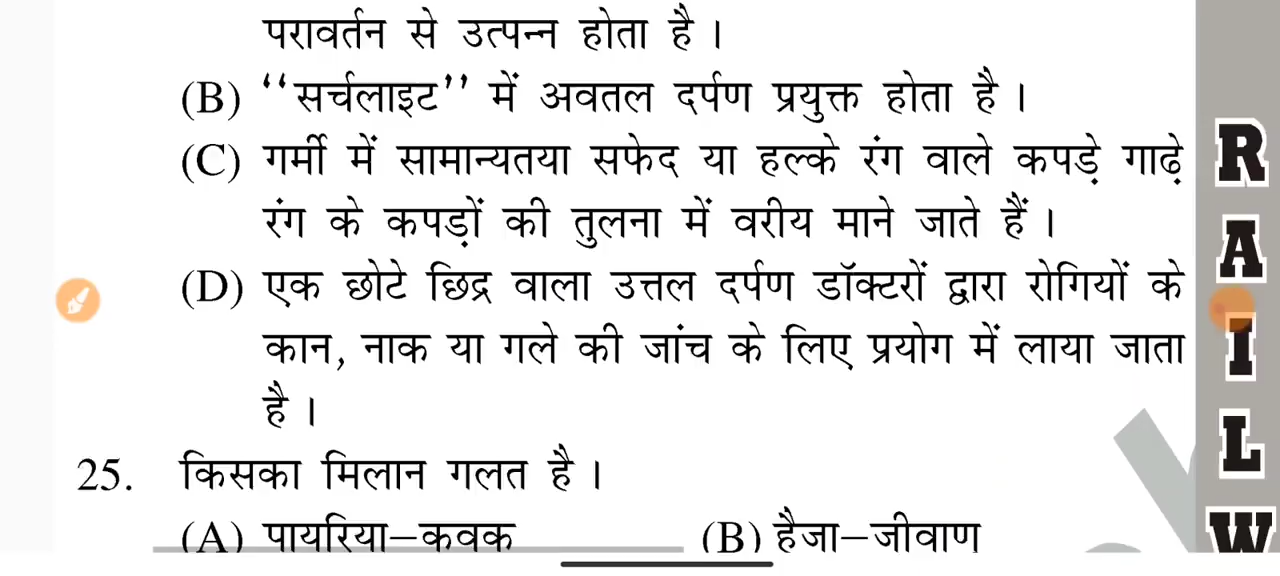 परावर्तन से उत्पन्न होता है ।
(B) “सर्चलाइट” में अवतल दर्पण प्रयुक्त होता है ।
(C) गर्मी में सामान्यतया सफेद या हल्के रंग वाले कपड़े गाढ़े
रंग के कपड़ों की तुलना में वरीय माने जाते हैं ।
(D) एक छोटे छिद्र वाला उत्तल दर्पण डॉक्टरों द्वारा रोगियों के
कान, नाक या गले की जांच के लिए प्रयोग में लाया जाता
है ।
25. किसका मिलान गलत है ।
(A) पायरिया–कवक (B) हैजा–जीवाणु
R
A
I
L
W